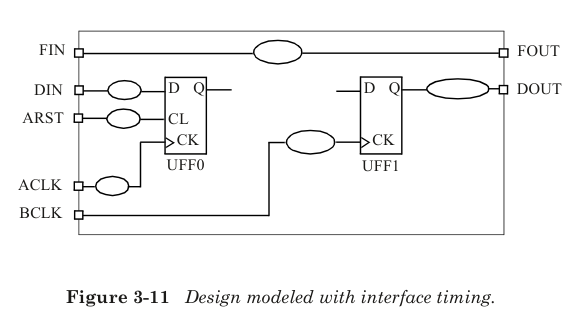 FIN
FOUT
DIN
D Q
D Q
DOUT
ARST
CL
CK
CK
UFF0
UFF1
ACLK
BCLK
Figure 3-11 Design modeled with interface timing.